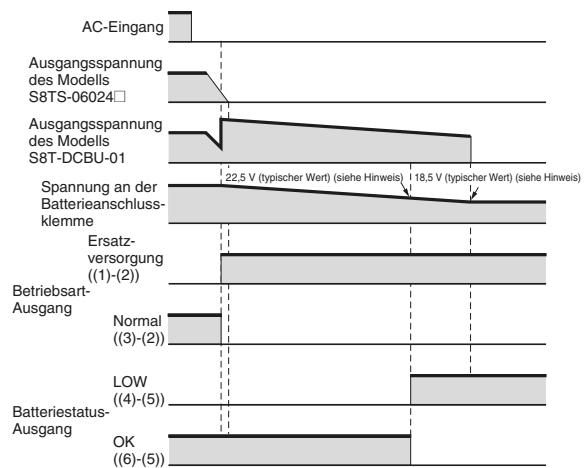 AC-Eingang
Ausgangsspannung
des Modells
S8TS-06024□
Ausgangsspannung
des Modells
S8T-DCBU-01
22,5 V (typischer Wert) (siehe Hinweis)
18,5 V (typischer Wert) (siehe Hinweis)
Spannung an der
Batterieanschluss-
klemme
Ersatz-
versorgung
((1)-(2))
Betriebsart-
Ausgang
Normal
((3)-(2))
LOW
((4)-(5))
Batteriestatus-
Ausgang
OK
((6)-(5))